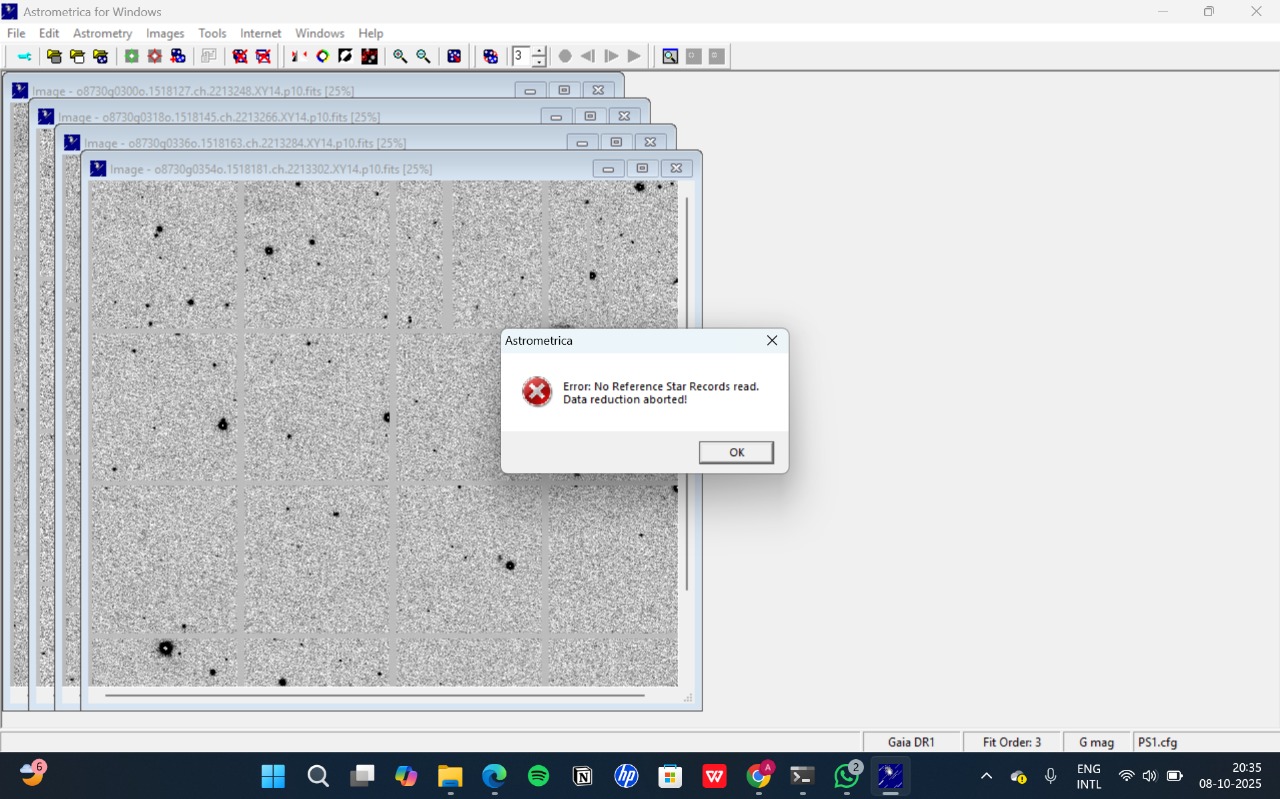 Astrometrica for Windows
File Edit Astrometry Images Tools Internet Windows Help
3
Image - o8730g0300o.1518127.ch.2213248.XY14.p10.fits [25%]
Image - o8730g0318o.1518145.ch.2213266.XY14.p10.fits [25%]
Image - o8730g0336o.1518163.ch.2213284.XY14.p10.fits [25%]
Image - o8730g0354o.1518181.ch.2213302.XY14.p10.fits [25%]
Astrometrica
Error: No Reference Star Records read.
Data reduction aborted!
OK
Gaia DR1 Fit Order: 3 G mag PS1.cfg
6
hp
W
A
2
ENG
INTL
20:35
08-10-2025